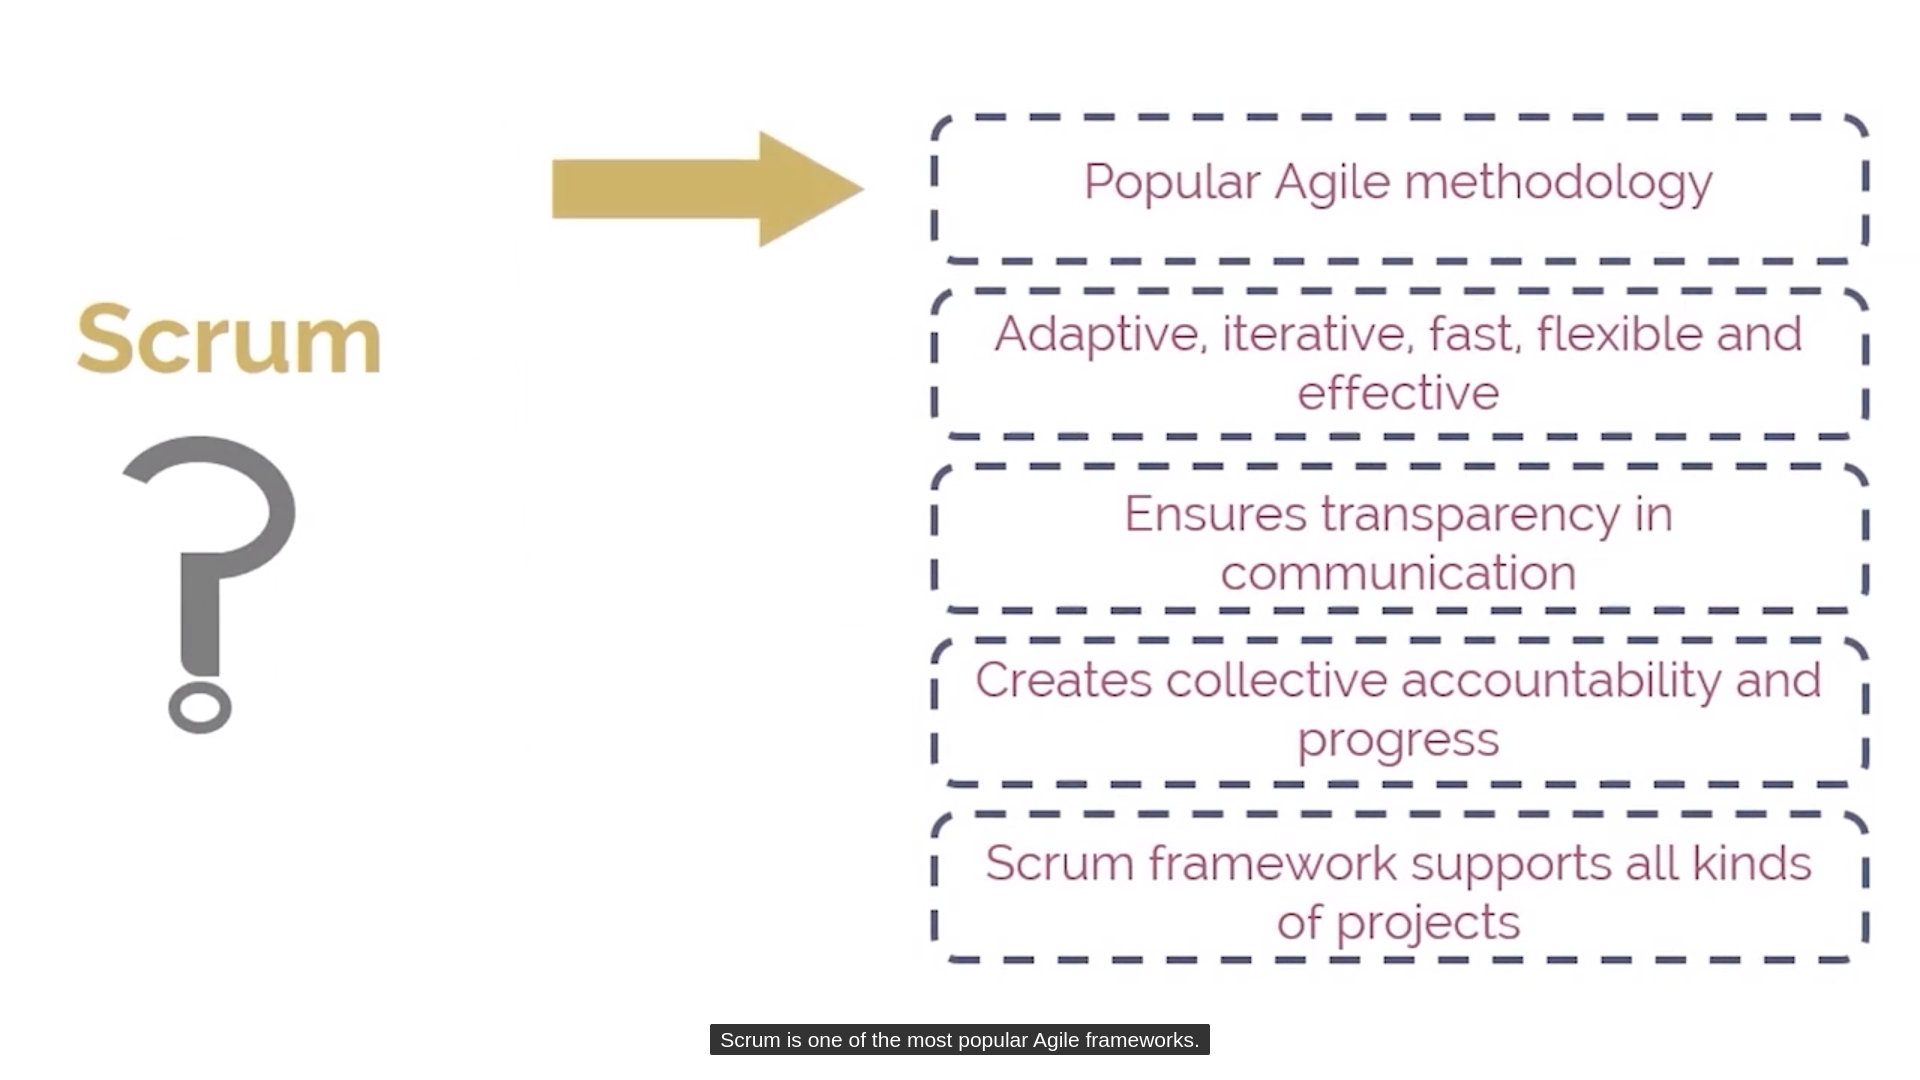 Scrum
?
Popular Agile methodology
Adaptive, iterative, fast, flexible and
effective
Ensures transparency in
communication
Creates collective accountability and
progress
Scrum framework supports all kinds
of projects
Scrum is one of the most popular Agile frameworks.